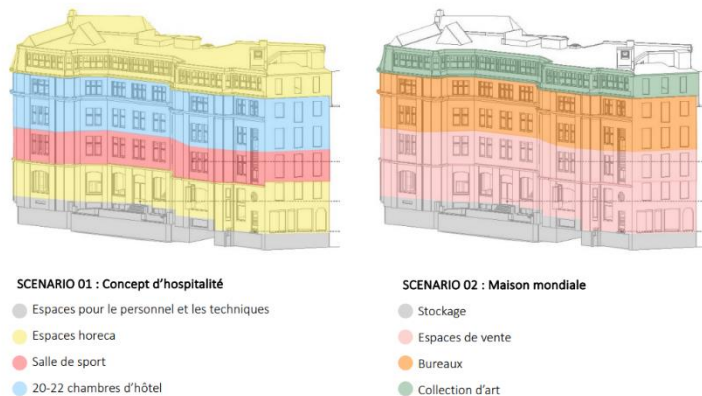 SCENARIO 01 : Concept d'hospitalité
Espaces pour le personnel et les techniques
Espaces horeca
Salle de sport
20-22 chambres d'hôtel
SCENARIO 02 : Maison mondiale
Stockage
Espaces de vente
Bureaux
Collection d'art